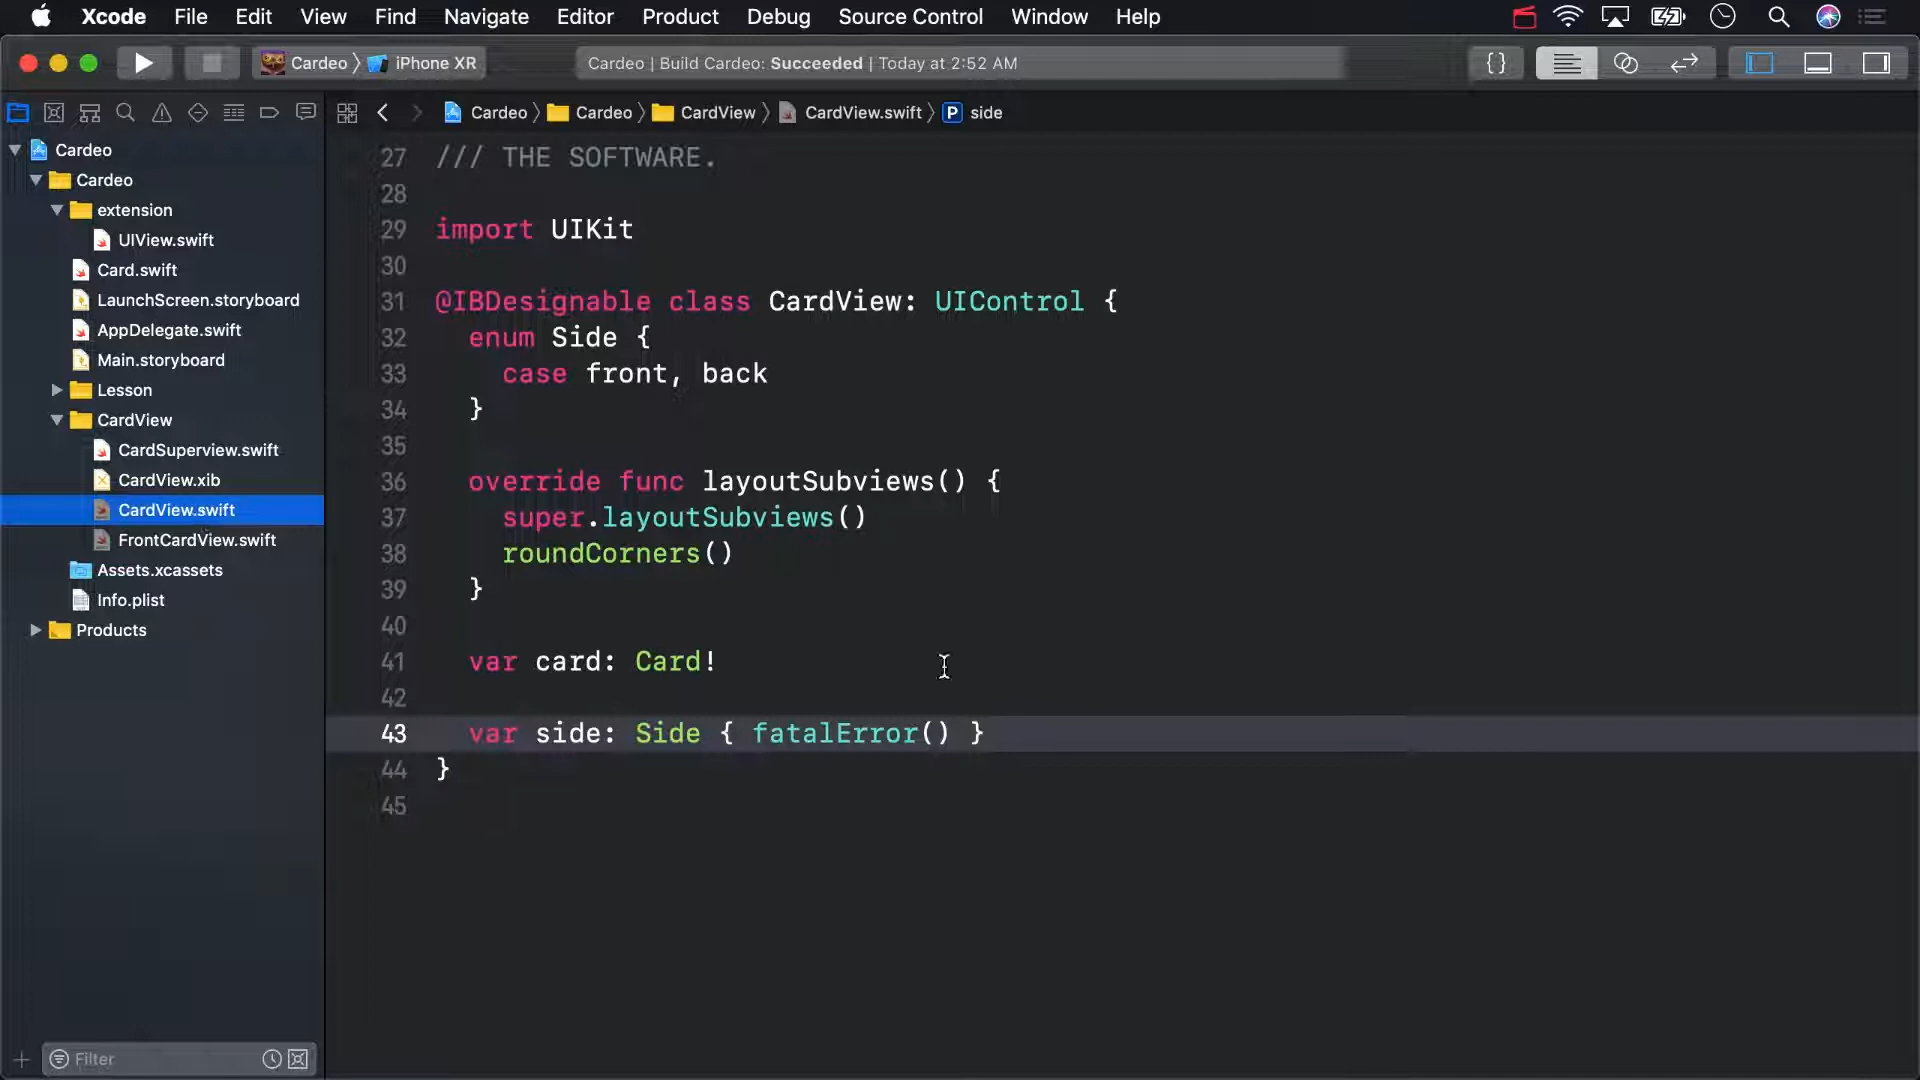 Xcode File Edit View Find Navigate Editor Product Debug Source Control Window Help
Cardeo iPhone XR
Cardeo | Build Cardeo: Succeeded | Today at 2:52 AM
{}
Cardeo Cardeo CardView CardView.swift P side
Cardeo
Cardeo
extension
UIView.swift
Card.swift
LaunchScreen.storyboard
AppDelegate.swift
Main.storyboard
Lesson
CardView
CardSuperview.swift
CardView.xib
CardView.swift
FrontCardView.swift
Assets.xcassets
Info.plist
Products
Filter
27 /// THE SOFTWARE.
28
29 import UIKit
30
31 @IBDesignable class CardView: UIControl {
32 enum Side {
33 case front, back
34 }
35
36 override func layoutSubviews() {
37 super.layoutSubviews()
38 roundCorners()
39 }
40
41 var card: Card!
42
43 var side: Side { fatalError() }
44 }
45